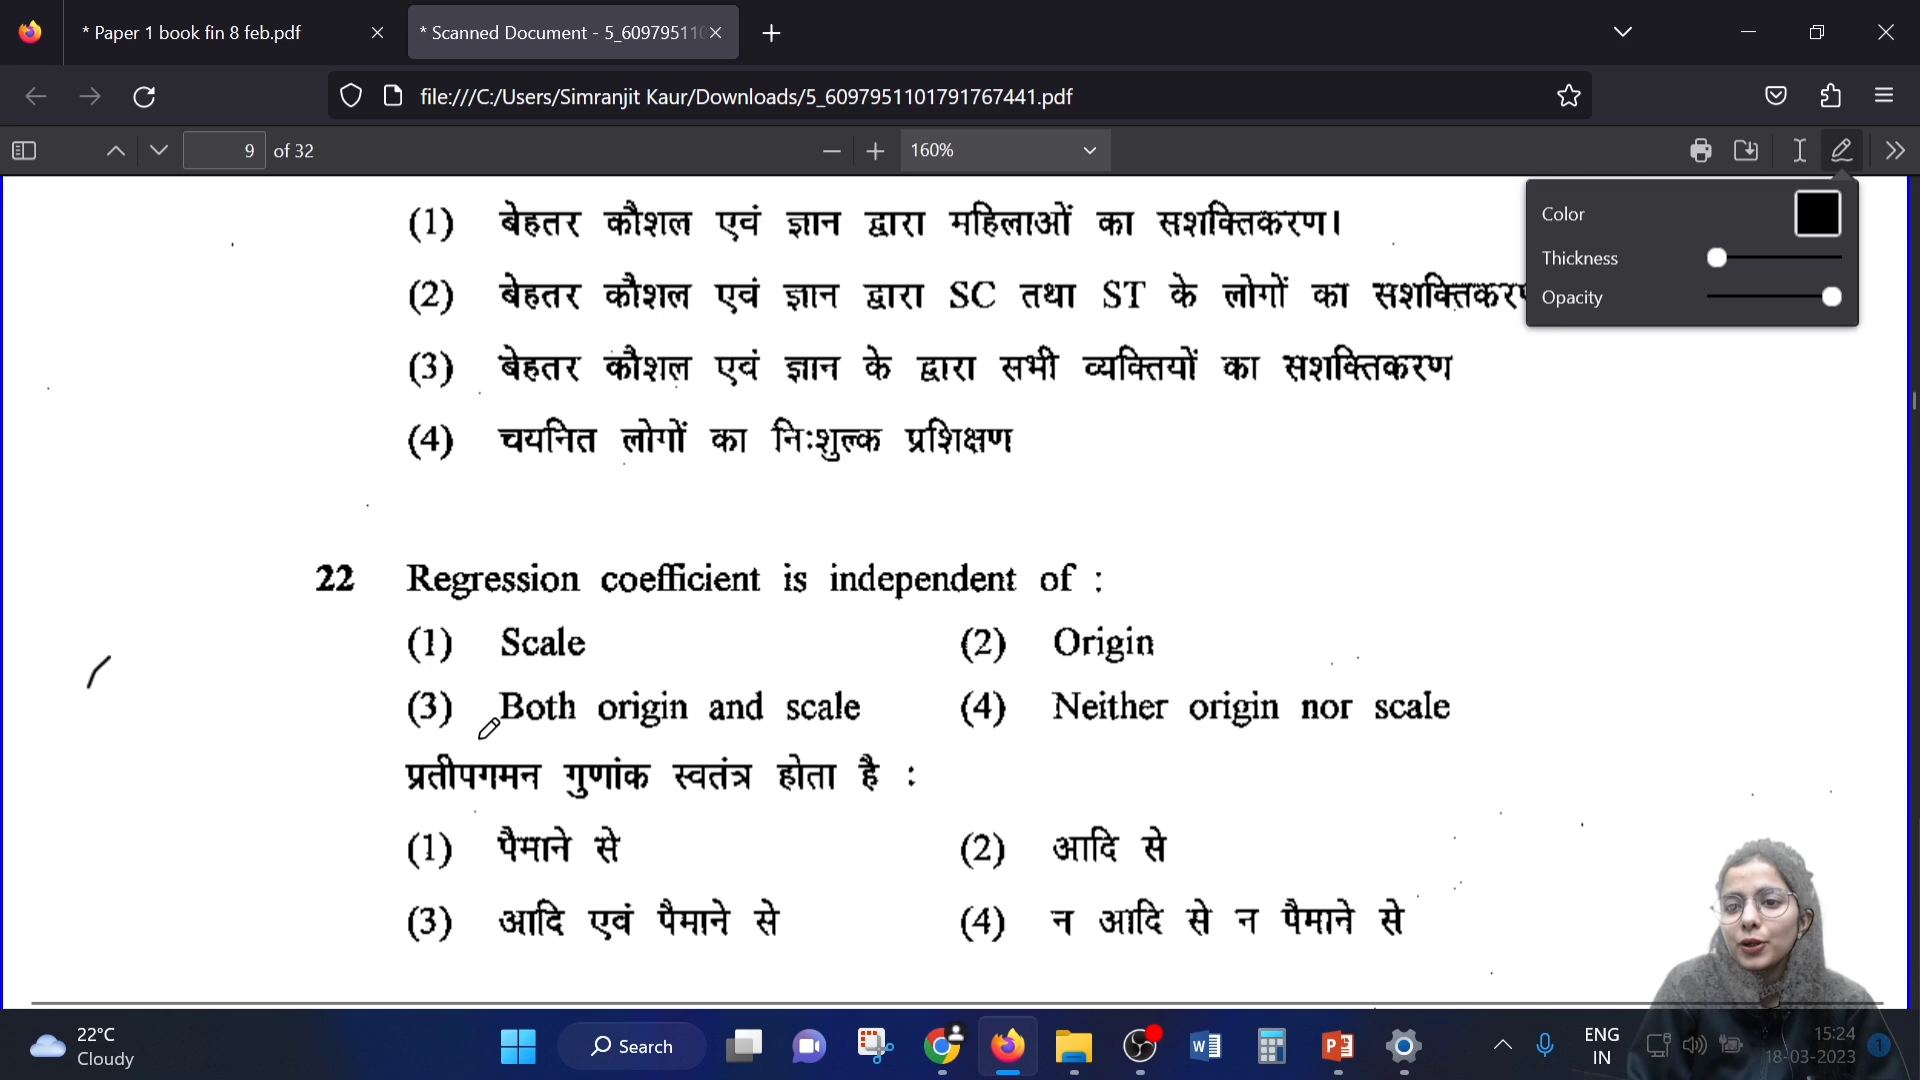 * Paper 1 book fin 8 feb.pdf
* Scanned Document - 5_609795110
file:///C:/Users/Simranjit Kaur/Downloads/5_6097951101791767441.pdf
9 of 32
160%
Color
Thickness
Opacity
(1) बेहतर कौशल एवं ज्ञान द्वारा महिलाओं का सशक्तिकरण।
(2) बेहतर कौशल एवं ज्ञान द्वारा SC तथा ST के लोगों का सशक्तिकरण
(3) बेहतर कौशल एवं ज्ञान के द्वारा सभी व्यक्तियों का सशक्तिकरण
(4) चयनित लोगों का निःशुल्क प्रशिक्षण
22 Regression coefficient is independent of :
(1) Scale (2) Origin
(3) Both origin and scale (4) Neither origin nor scale
प्रतीपगमन गुणांक स्वतंत्र होता है :
(1) पैमाने से (2) आदि से
(3) आदि एवं पैमाने से (4) न आदि से न पैमाने से
22°C
Cloudy
Search
ENG
IN
15:24
18-03-2023
1